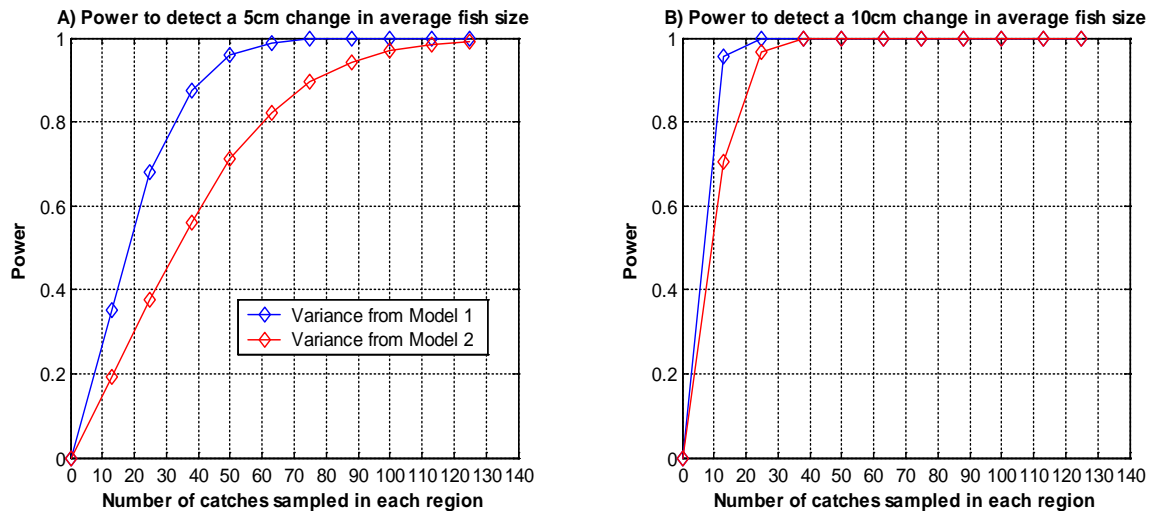 A) Power to detect a 5cm change in average fish size
1
0.8
0.6
0.4
0.2
0
Power
0 10 20 30 40 50 60 70 80 90 100 110 120 130 140
Number of catches sampled in each region
Variance from Model 1
Variance from Model 2
B) Power to detect a 10cm change in average fish size
1
0.8
0.6
0.4
0.2
0
Power
0 10 20 30 40 50 60 70 80 90 100 110 120 130 140
Number of catches sampled in each region